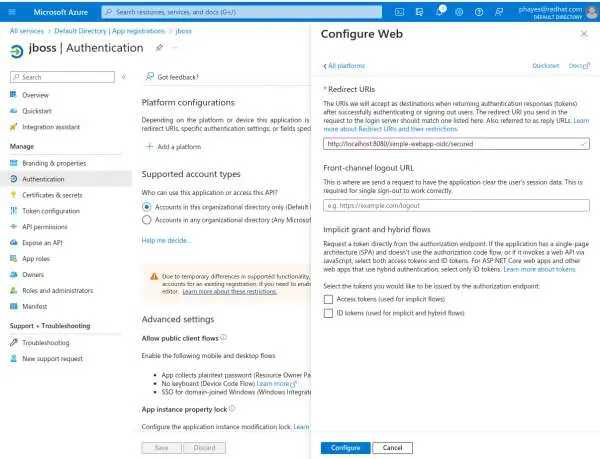 Microsoft Azure
Search resources, services, and docs (G+/)
1
phayes@redhat.com
DEFAULT DIRECTORY
All services > Default Directory | App registrations > jboss
jboss | Authentication
Search
Got feedback?
Overview
Quickstart
Integration assistant
Manage
Branding & properties
Authentication
Certificates & secrets
Token configuration
API permissions
Expose an API
App roles
Owners
Roles and administrators
Manifest
Support + Troubleshooting
Troubleshooting
New support request
Platform configurations
Depending on the platform or device this application is
redirect URIs, specific authentication settings, or fields spec
Add a platform
Supported account types
Who can use this application or access this API?
Accounts in this organizational directory only (Default
Accounts in any organizational directory (Any Microsof
Help me decide...
Due to temporary differences in supported functionality,
accounts for an existing registration. If you need to enab
editor. Learn more about these restrictions.
Advanced settings
Allow public client flows
Enable the following mobile and desktop flows
• App collects plaintext password (Resource Owner Pa
• No keyboard (Device Code Flow) Learn more
• SSO for domain-joined Windows (Windows Integrat
App instance property lock
Configure the application instance modification lock. Learn
Save
Discard
Configure Web
All platforms
Quickstart
Docs
* Redirect URIs
The URIs we will accept as destinations when returning authentication responses (tokens)
after successfully authenticating or signing out users. The redirect URI you send in the
request to the login server should match one listed here. Also referred to as reply URLs. Learn
more about Redirect URIs and their restrictions
http://localhost:8080/simple-webapp-oidc/secured
Front-channel logout URL
This is where we send a request to have the application clear the user's session data. This is
required for single sign-out to work correctly.
e.g. https://example.com/logout
Implicit grant and hybrid flows
Request a token directly from the authorization endpoint. If the application has a single-page
architecture (SPA) and doesn't use the authorization code flow, or if it invokes a web API via
JavaScript, select both access tokens and ID tokens. For ASP.NET Core web apps and other
web apps that use hybrid authentication, select only ID tokens. Learn more about tokens.
Select the tokens you would like to be issued by the authorization endpoint:
Access tokens (used for implicit flows)
ID tokens (used for implicit and hybrid flows)
Configure
Cancel